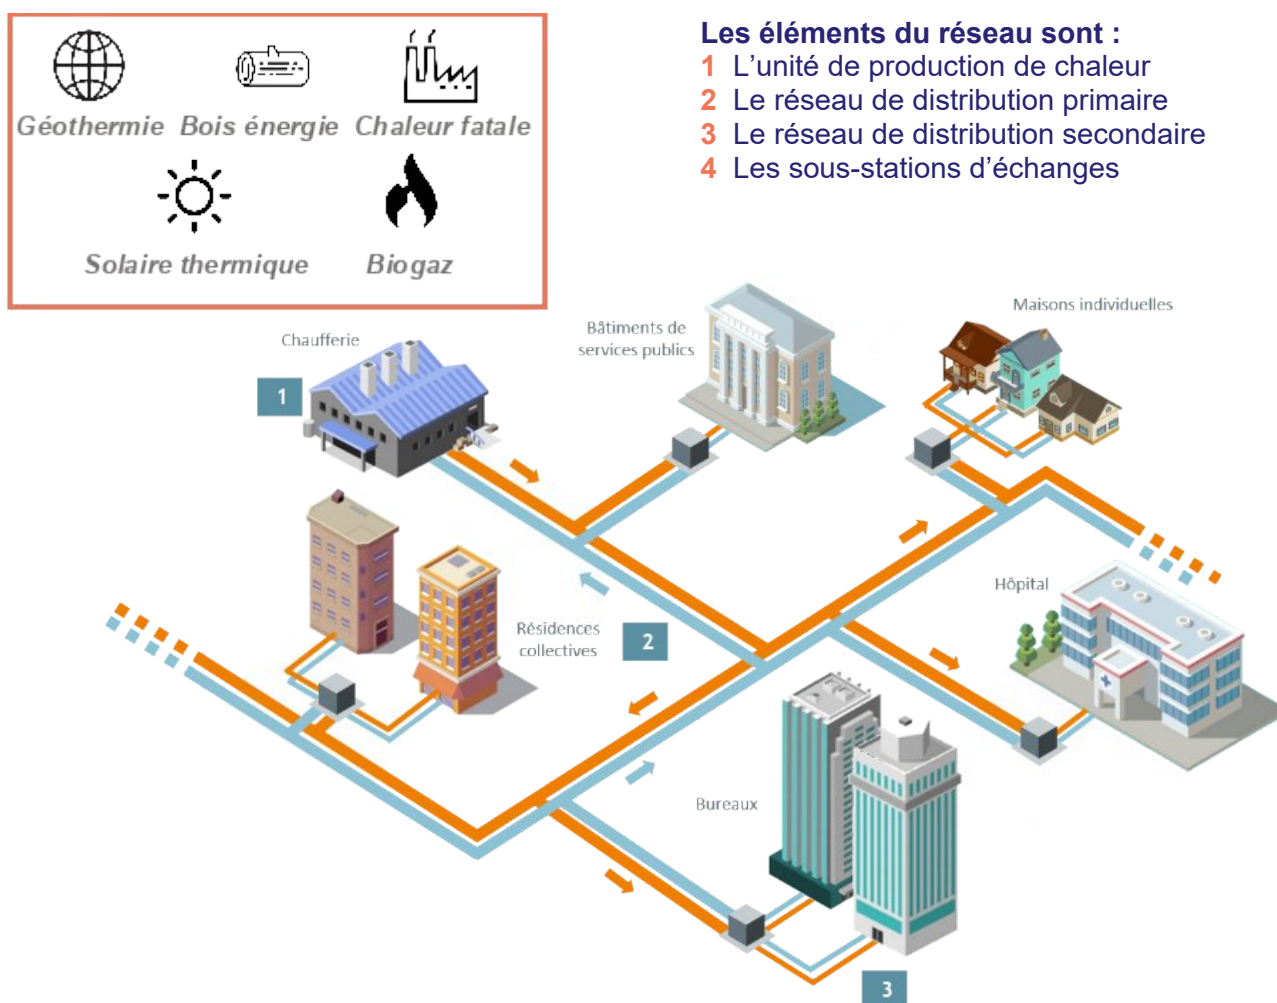 Géothermie Bois énergie Chaleur fatale
Solaire thermique Biogaz
Les éléments du réseau sont :
1 L’unité de production de chaleur
2 Le réseau de distribution primaire
3 Le réseau de distribution secondaire
4 Les sous-stations d’échanges
Chaufferie
1
Bâtiments de
services publics
Maisons individuelles
Hôpital
Résidences
collectives
2
Bureaux
3